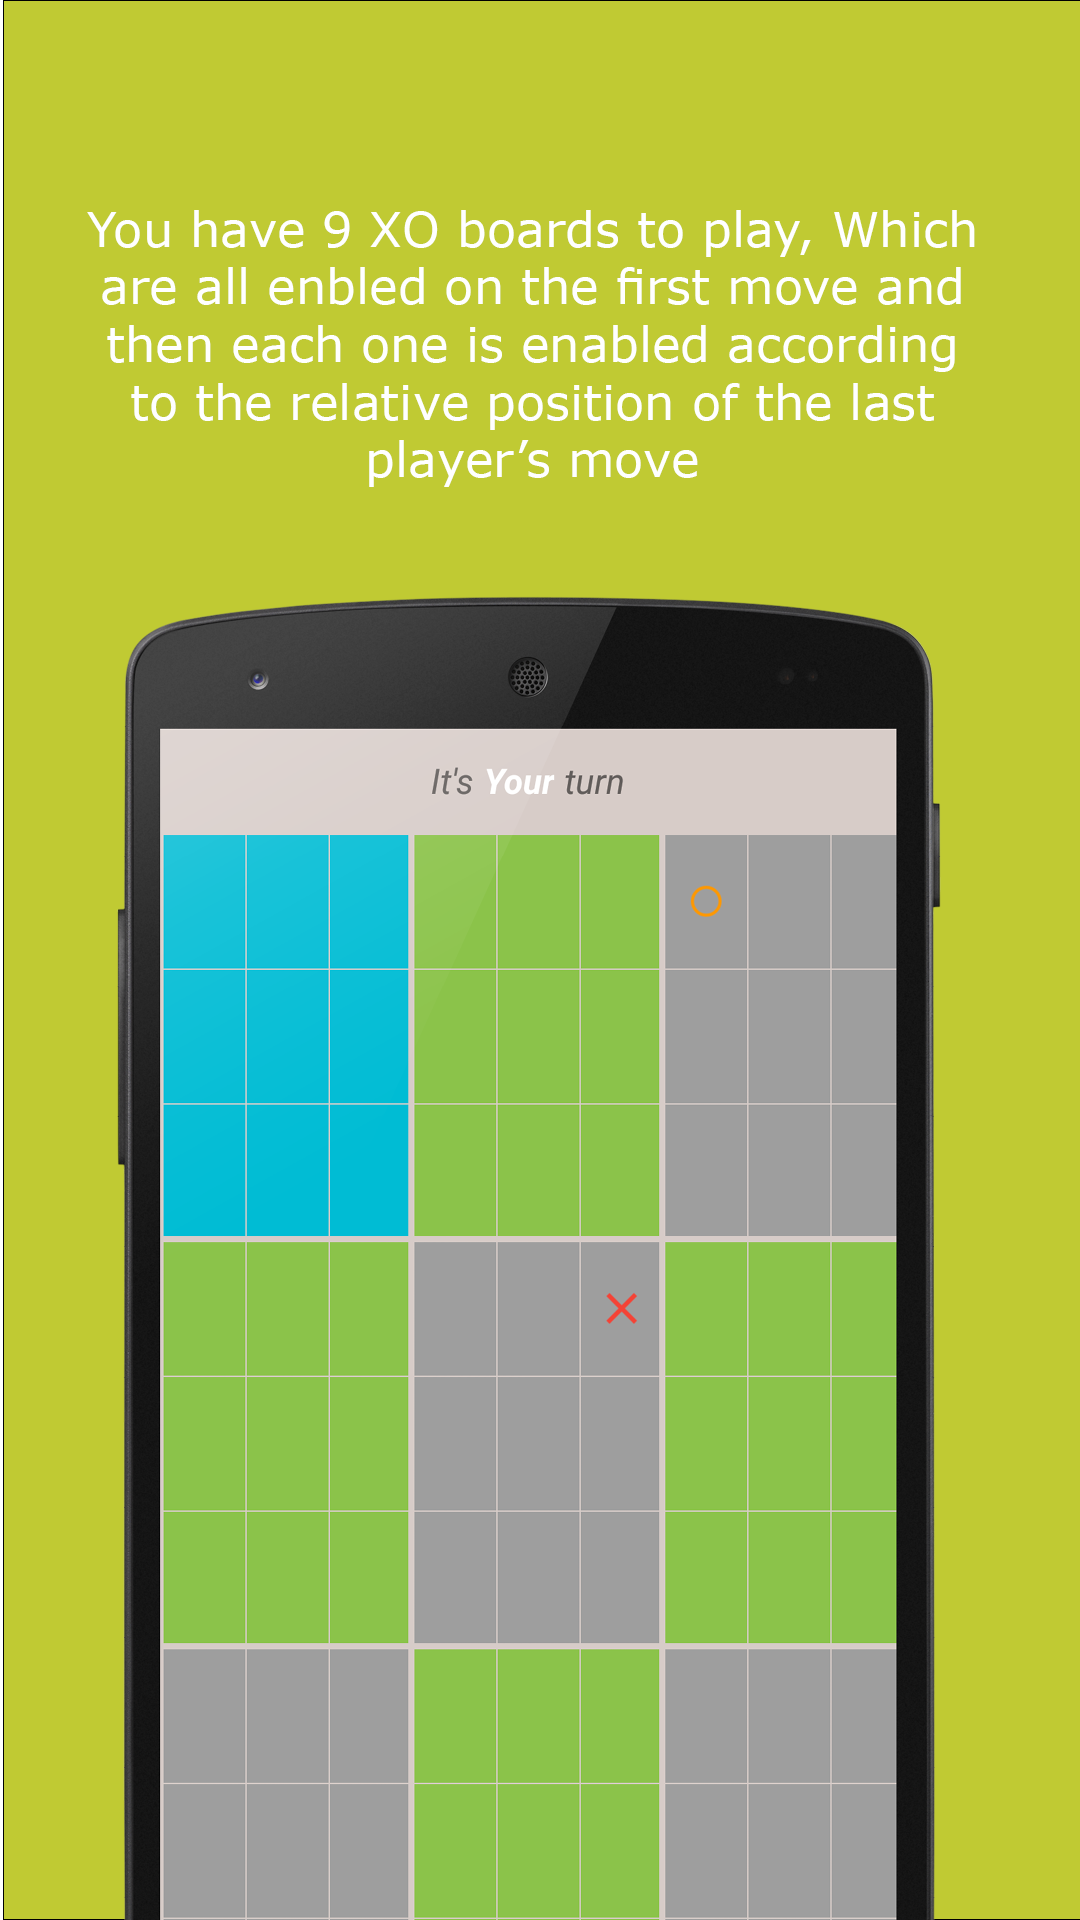 You have 9 XO boards to play, Which
are all enbled on the first move and
then each one is enabled according
to the relative position of the last
player’s move
It's Your turn